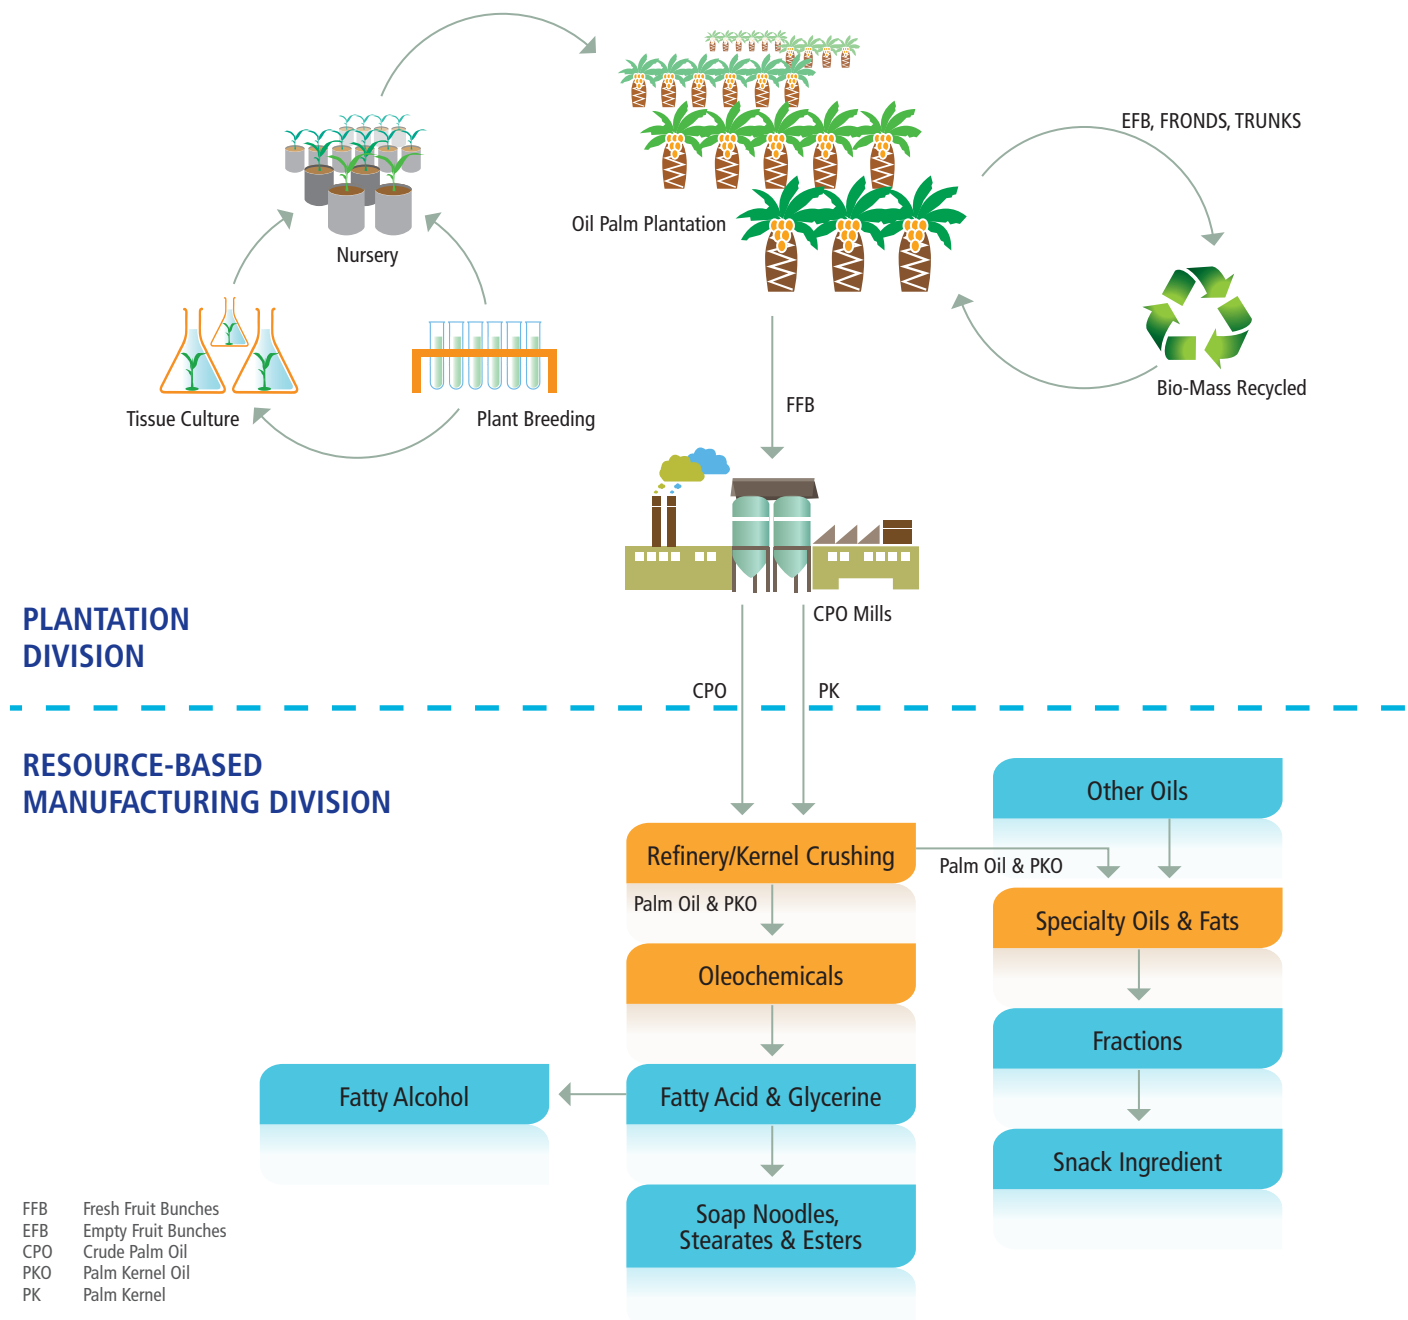 EFB, FRONDS, TRUNKS
Oil Palm Plantation
Nursery
Bio-Mass Recycled
Tissue Culture
Plant Breeding
FFB
CPO Mills
PLANTATION
DIVISION
CPO
PK
RESOURCE-BASED
MANUFACTURING DIVISION
Other Oils
Refinery/Kernel Crushing
Palm Oil & PKO
Palm Oil & PKO
Specialty Oils & Fats
Oleochemicals
Fractions
Fatty Alcohol
Fatty Acid & Glycerine
Snack Ingredient
Soap Noodles,
Stearates & Esters
FFB Fresh Fruit Bunches
EFB Empty Fruit Bunches
CPO Crude Palm Oil
PKO Palm Kernel Oil
PK Palm Kernel